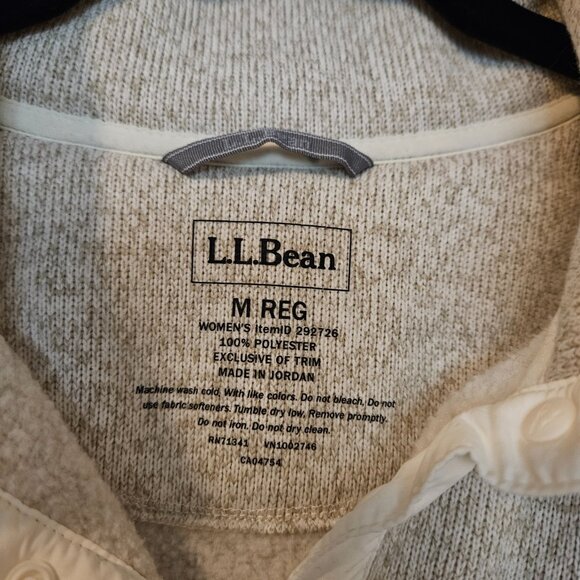 L.L.Bean
M REG
WOMEN'S ItemID 292726
100% POLYESTER
EXCLUSIVE OF TRIM
MADE IN JORDAN
Machine wash cold. With like colors. Do not bleach. Do not
use fabric softeners. Tumble dry low. Remove promptly.
Do not iron. Do not dry clean.
RN71341 VN1002746
CA04754